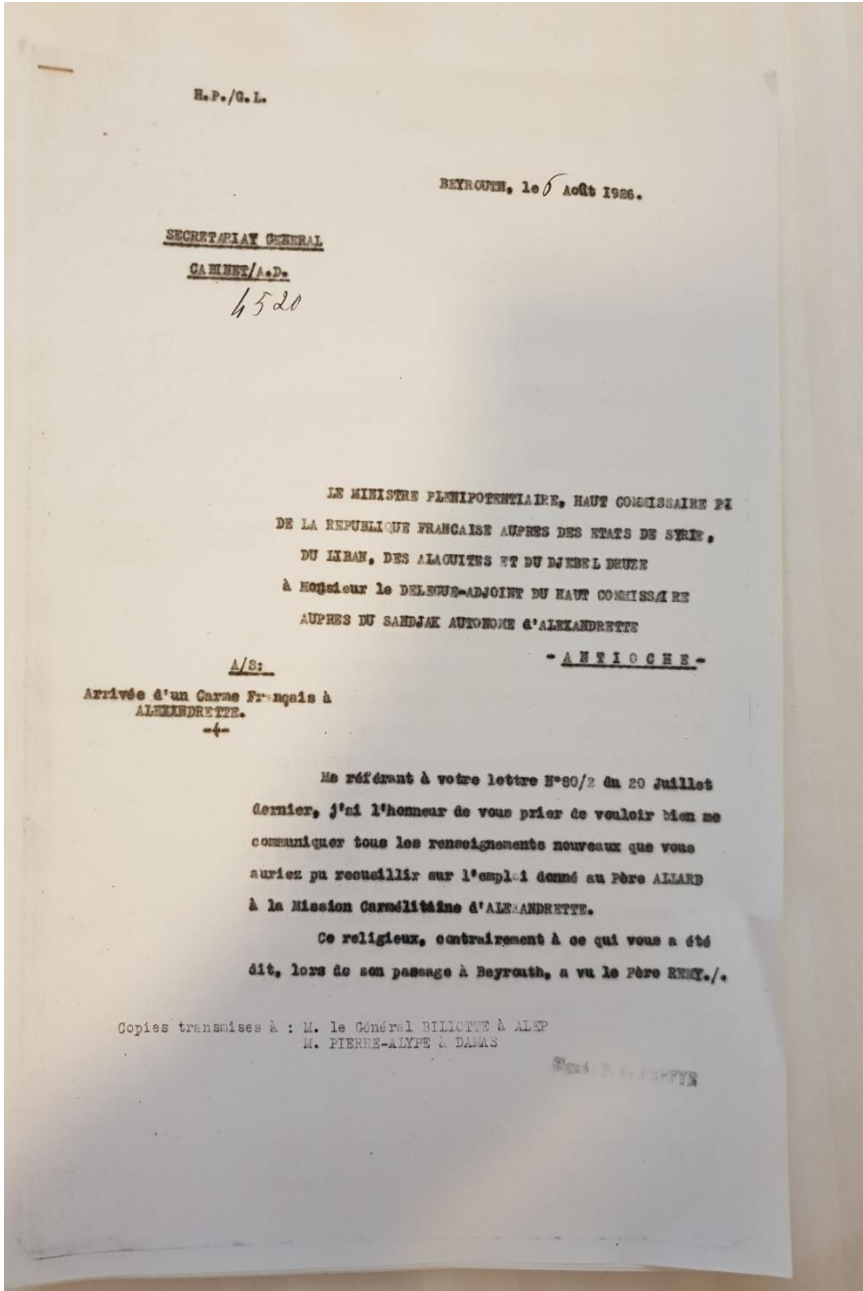 H.P./G.L.
BEYROUTH, le 6 Août 1926.
SECRETARIAT GENERAL
CABINET/A.D.
4520
LE MINISTRE PLENIPOTENTIAIRE, HAUT COMMISSAIRE PI
DE LA REPUBLIQUE FRANCAISE AUPRES DES ETATS DE SYRIE,
DU LIBAN, DES ALAOUITES ET DU DJEBEL DRUZE
à Monsieur le DELEGUE-ADJOINT DU HAUT COMMISSAIRE
AUPRES DU SANDJAK AUTONOME d'ALEXANDRETTE
- ANTIOCHE -
A/S:
Arrivée d'un Carme Français à
ALEXANDRETTE.
Me référant à votre lettre N°80/2 du 20 Juillet
dernier, j'ai l'honneur de vous prier de vouloir bien me
communiquer tous les renseignements nouveaux que vous
auriez pu recueillir sur l'emploi donné au Père ALLARD
à la Mission Carmélitaine d'ALEXANDRETTE.
Ce religieux, contrairement à ce qui vous a été
dit, lors de son passage à Beyrouth, a vu le Père REMY./.
Copies transmises à : M. le Général BILLOTTE à ALEP
M. PIERRE-ALYPE à DAMAS